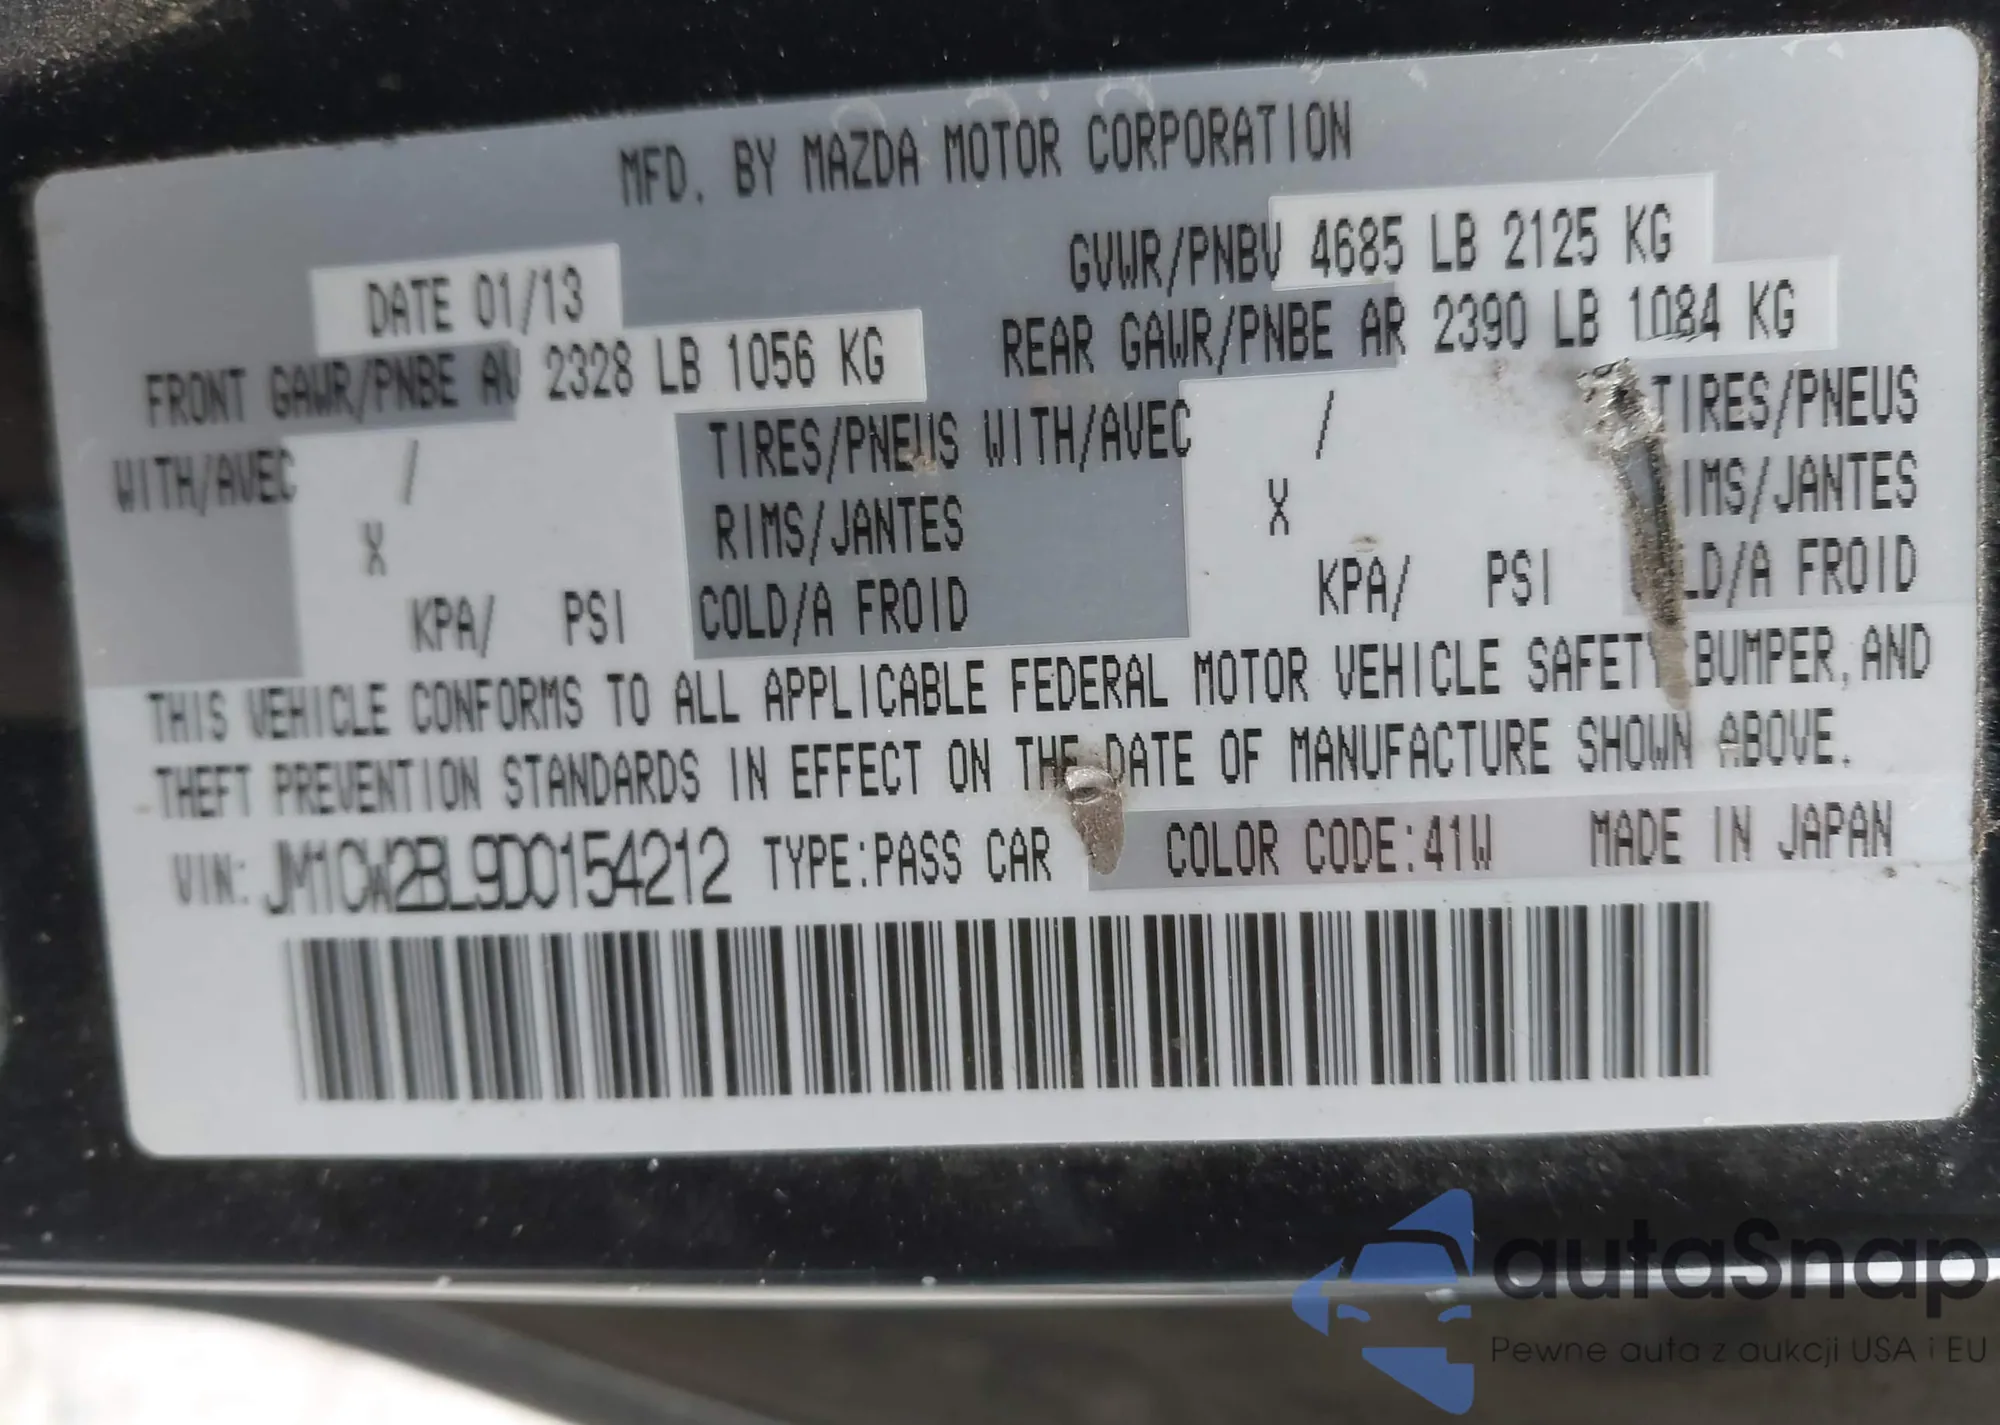 MFD. BY MAZDA MOTOR CORPORATION
DATE 01/13 GVWR/PNBV 4685 LB 2125 KG
FRONT GAWR/PNBE AV 2328 LB 1056 KG REAR GAWR/PNBE AR 2390 LB 1084 KG
WITH/AVEC / TIRES/PNEUS WITH/AVEC / TIRES/PNEUS
X RIMS/JANTES X IMS/JANTES
KPA/ PSI COLD/A FROID KPA/ PSI LD/A FROID
THIS VEHICLE CONFORMS TO ALL APPLICABLE FEDERAL MOTOR VEHICLE SAFETY BUMPER, AND
THEFT PREVENTION STANDARDS IN EFFECT ON THE DATE OF MANUFACTURE SHOWN ABOVE.
VIN: JM1CW2BL9D0154212 TYPE:PASS CAR COLOR CODE:41W MADE IN JAPAN
autaSnap
Pewne auta z aukcji USA i EU